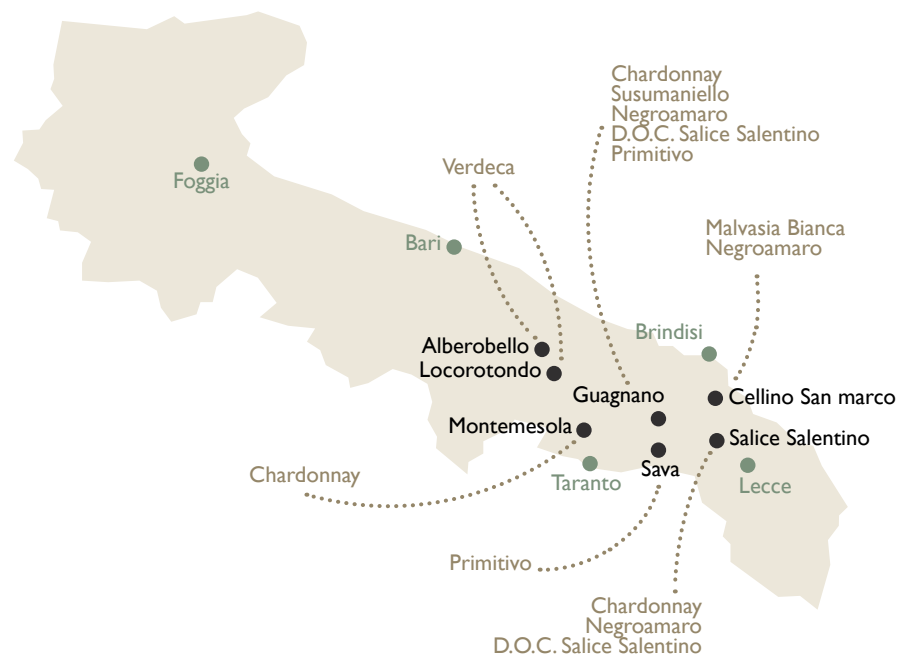 Chardonnay
Susumaniello
Negroamaro
D.O.C. Salice Salentino
Primitivo
Verdeca
Foggia
Malvasia Bianca
Negroamaro
Bari
Brindisi
Alberobello
Locorotondo
Guagnano
Cellino San marco
Montemesola
Salice Salentino
Sava
Chardonnay
Taranto
Lecce
Primitivo
Chardonnay
Negroamaro
D.O.C. Salice Salentino